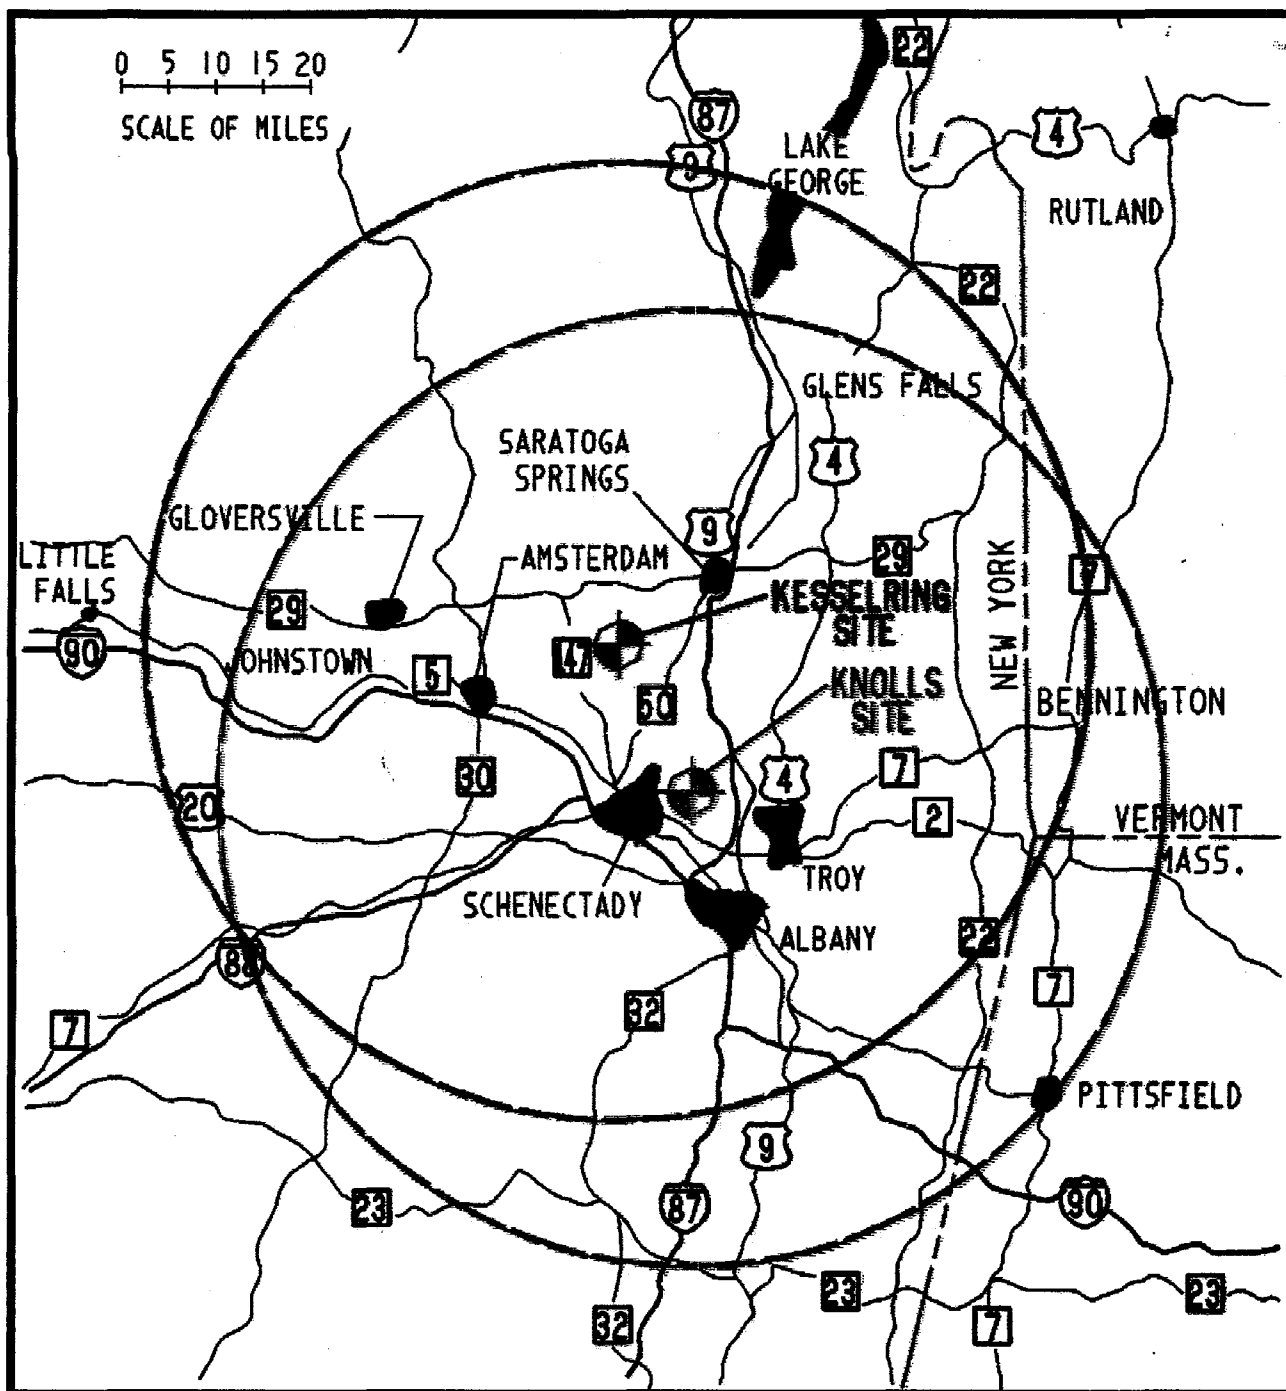 0 5 10 15 20
SCALE OF MILES
22
87
9
4
LAKE
GEORGE
RUTLAND
22
GLENS FALLS
SARATOGA
SPRINGS
4
GLOVERSVILLE
9
LITTLE
FALLS
AMSTERDAM
29
29
7
KESSELRING
SITE
NEW YORK
90
OHNSTOWN
5
47
50
KNOLLS
SITE
BENNINGTON
30
4
7
20
2
VERMONT
MASS.
SCHENECTADY
TROY
ALBANY
22
88
7
32
7
PITTSFIELD
9
23
87
90
23
23
32
7